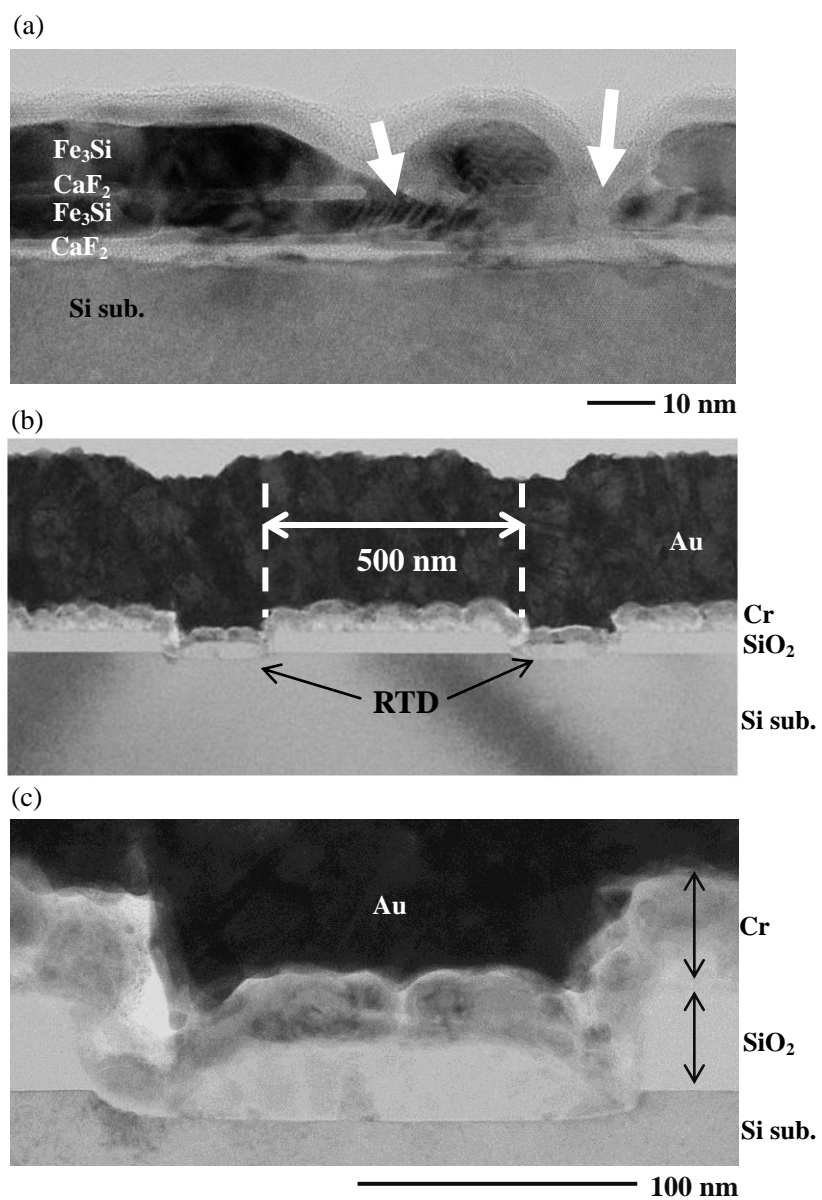 (a)
Fe₃Si
CaF₂
Fe₃Si
CaF₂
Si sub.
10 nm
(b)
500 nm
Au
Cr
SiO₂
RTD
Si sub.
(c)
Au
Cr
SiO₂
Si sub.
100 nm